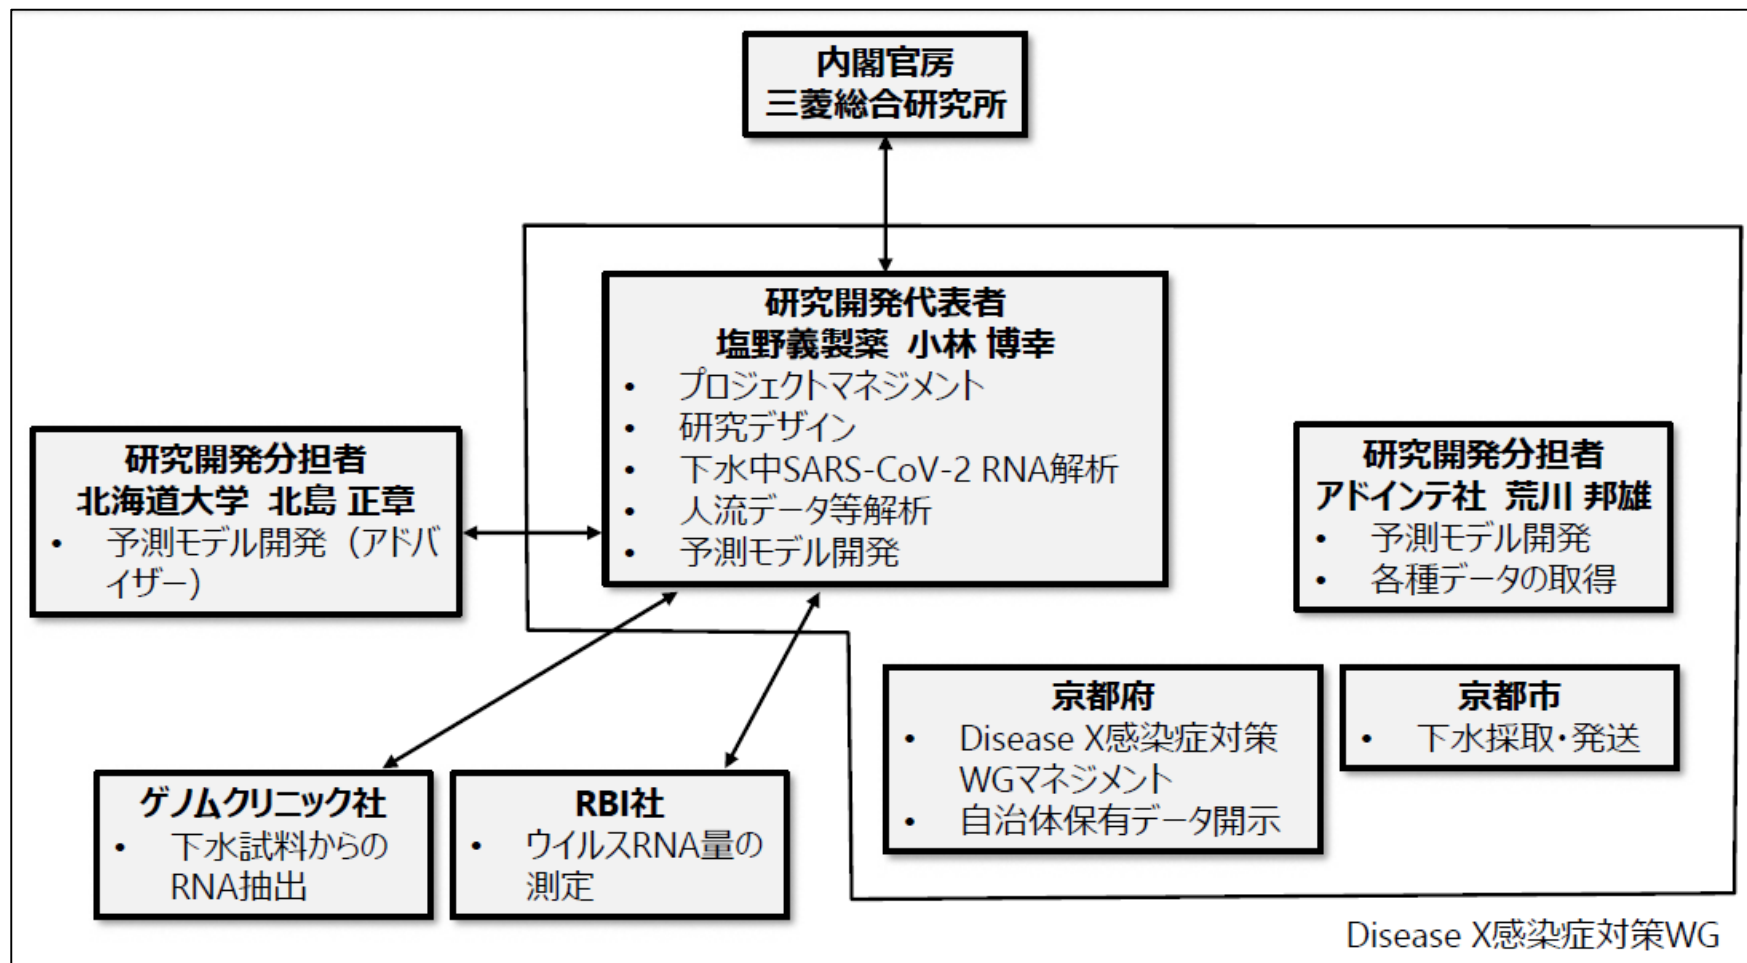 内閣官房
三菱総合研究所
研究開発代表者
塩野義製薬 小林 博幸
• プロジェクトマネジメント
• 研究デザイン
• 下水中SARS-CoV-2 RNA解析
• 人流データ等解析
• 予測モデル開発
研究開発分担者
北海道大学 北島 正章
• 予測モデル開発（アドバ
イザー）
研究開発分担者
アドインテ社 荒川 邦雄
• 予測モデル開発
• 各種データの取得
京都府
• Disease X感染症対策
WGマネジメント
• 自治体保有データ開示
京都市
• 下水採取・発送
ゲノムクリニック社
• 下水試料からの
RNA抽出
RBI社
• ウイルスRNA量の
測定
Disease X感染症対策WG